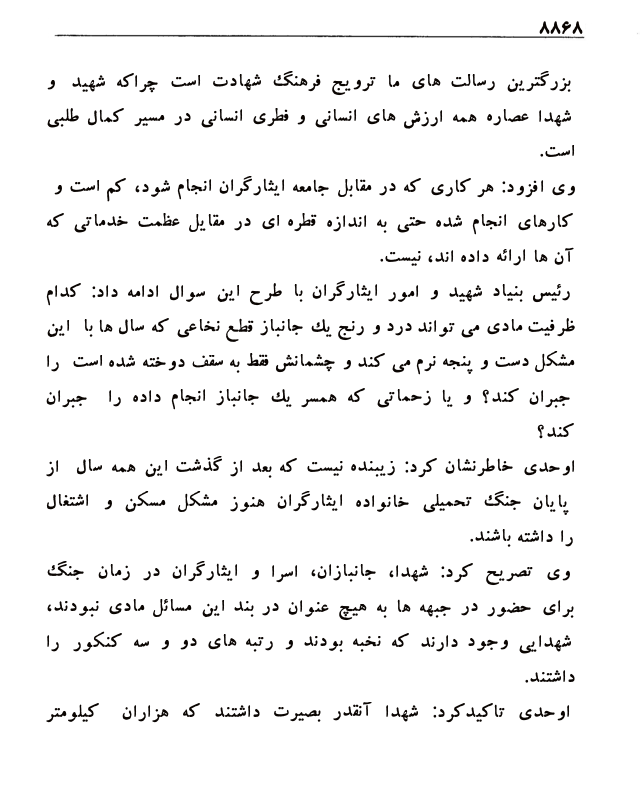 ۸۸۶۸
بزرگترین رسالت های ما ترویج فرهنگ شهادت است چراکه شهید و
شهدا عصاره همه ارزش های انسانی و فطری انسانی در مسیر کمال طلبی
است.
وی افزود: هر کاری که در مقابل جامعه ایثارگران انجام شود، کم است و
کارهای انجام شده حتی به اندازه قطره ای در مقایل عظمت خدماتی که
آن ها ارائه داده اند، نیست.
رئیس بنیاد شهید و امور ایثارگران با طرح این سوال ادامه داد: کدام
ظرفیت مادی می تواند درد و رنج یك جانباز قطع نخاعی که سال ها با این
مشکل دست و پنجه نرم می کند و چشمانش فقط به سقف دوخته شده است را
جبران کند؟ و یا زحماتی که همسر یك جانباز انجام داده را جبران
کند؟
اوحدی خاطرنشان کرد: زیبنده نیست که بعد از گذشت این همه سال از
پایان جنگ تحمیلی خانواده ایثارگران هنوز مشکل مسکن و اشتغال
را داشته باشند.
وی تصریح کرد: شهدا، جانبازان، اسرا و ایثارگران در زمان جنگ
برای حضور در جبهه ها به هیچ عنوان در بند این مسائل مادی نبودند،
شهدایی وجود دارند که نخبه بودند و رتبه های دو و سه کنکور را
داشتند.
اوحدی تاکیدکرد: شهدا آنقدر بصیرت داشتند که هزاران کیلومتر